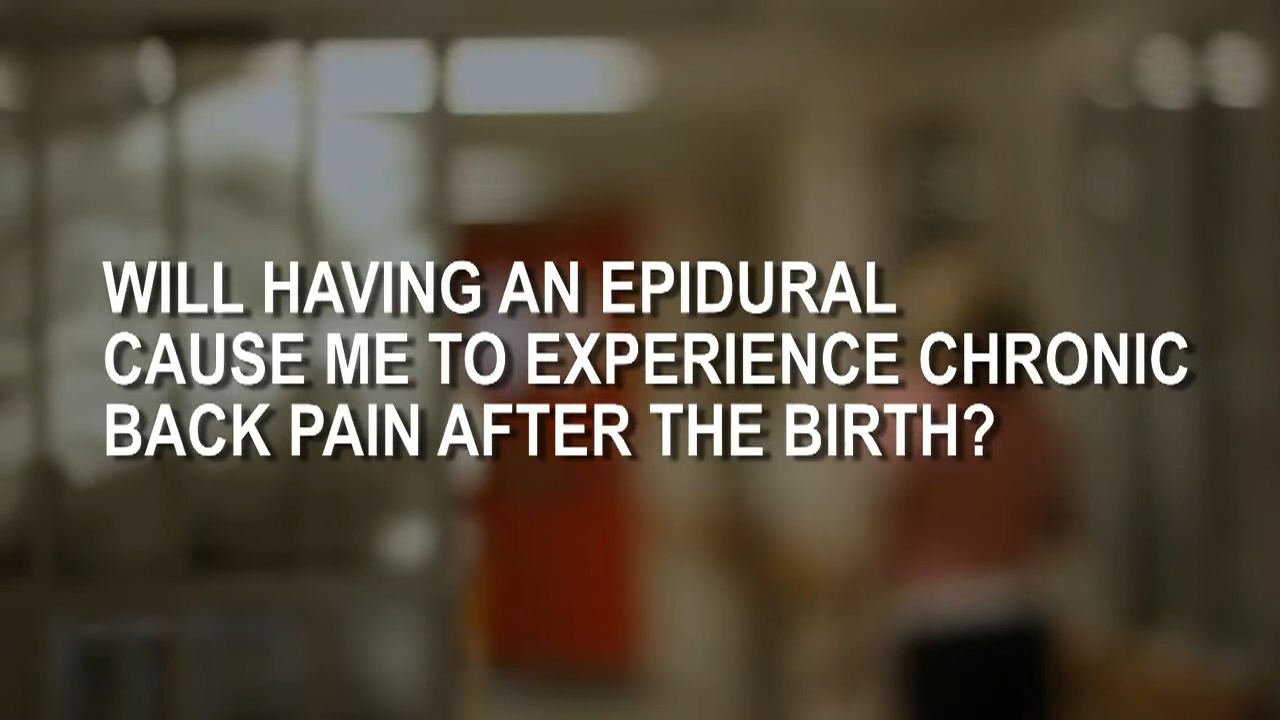 WILL HAVING AN EPIDURAL
CAUSE ME TO EXPERIENCE CHRONIC
BACK PAIN AFTER THE BIRTH?